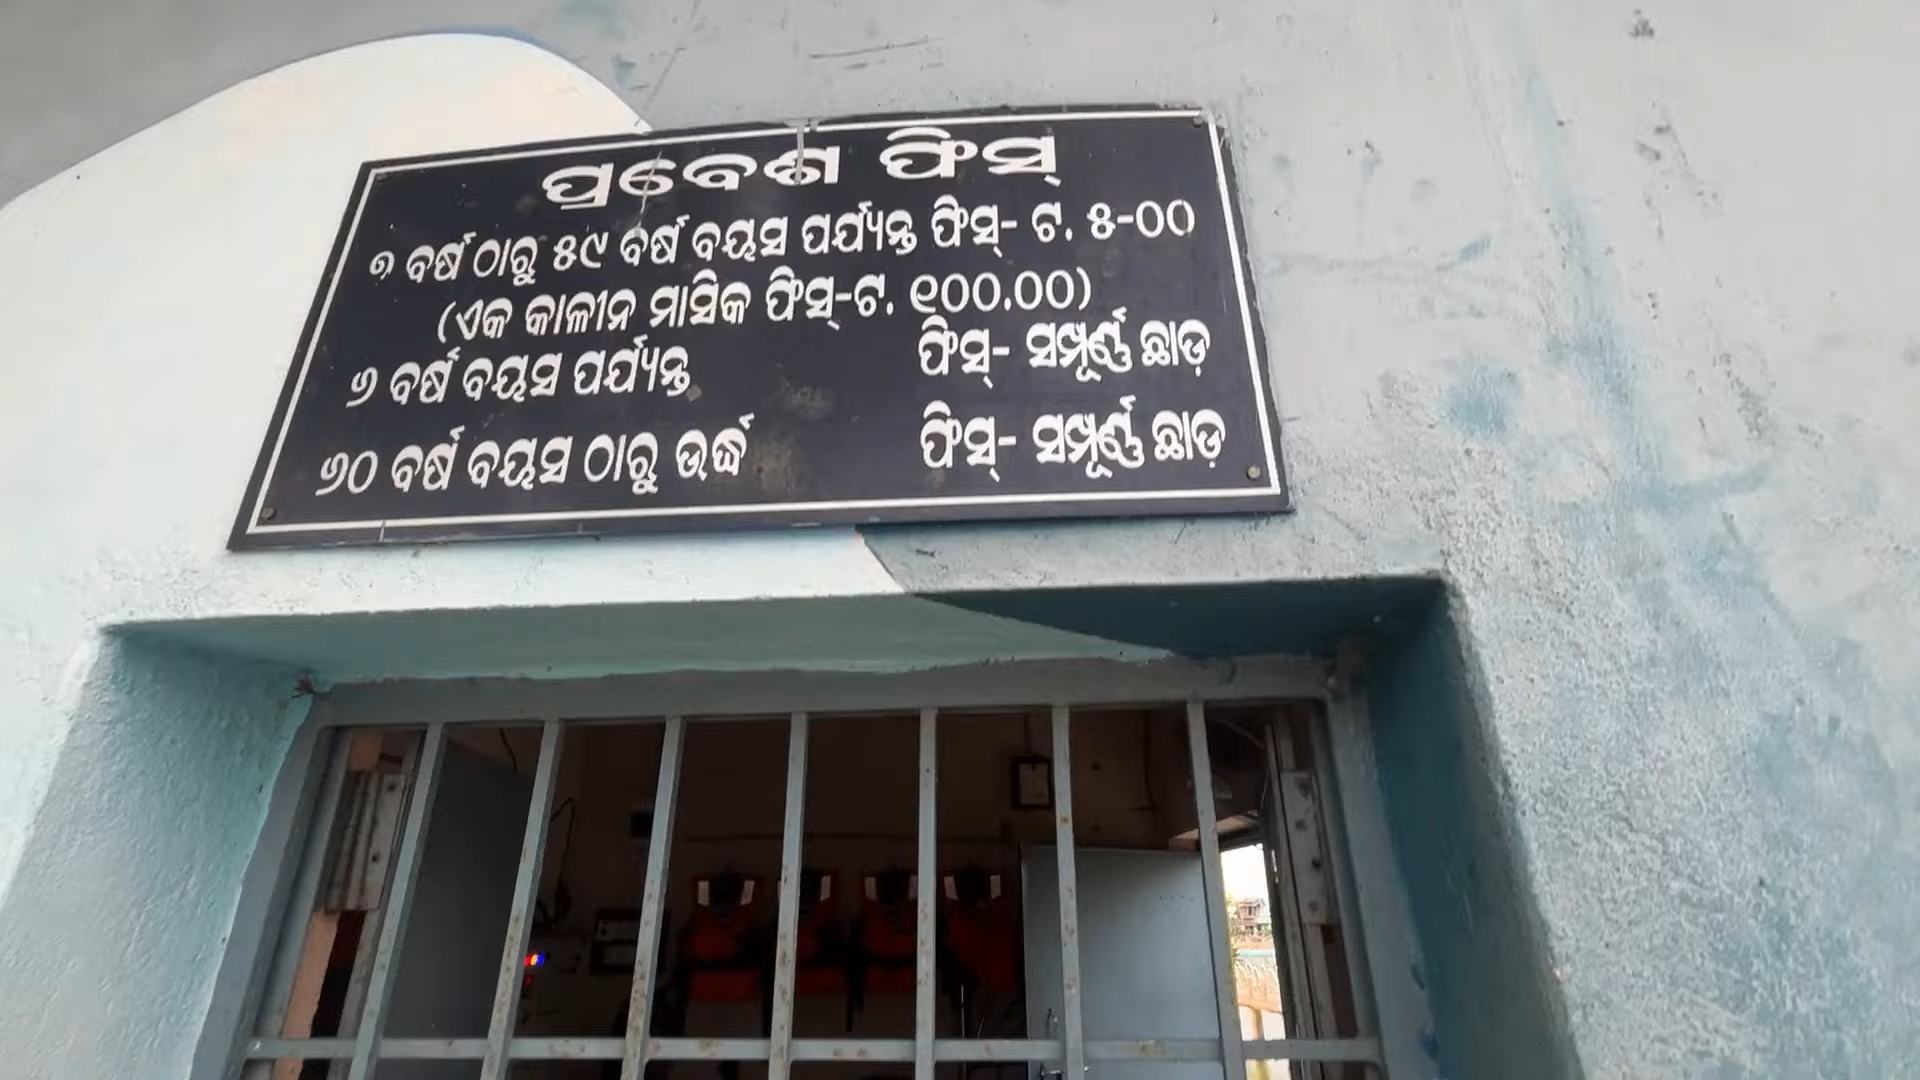 ପ୍ରବେଶ ଫିସ୍
୭ ବର୍ଷ ଠାରୁ ୫୯ ବର୍ଷ ବୟସ ପର୍ଯ୍ୟନ୍ତ ଫିସ୍- ଟ. ୫-୦୦
(ଏକ କାଳୀନ ମାସିକ ଫିସ୍-ଟ. ୧୦୦.୦୦)
୬ ବର୍ଷ ବୟସ ପର୍ଯ୍ୟନ୍ତ ଫିସ୍- ସମ୍ପୂର୍ଣ୍ଣ ଛାଡ଼
୬୦ ବର୍ଷ ବୟସ ଠାରୁ ଉର୍ଦ୍ଧ୍ଵ ଫିସ୍- ସମ୍ପୂର୍ଣ୍ଣ ଛାଡ଼